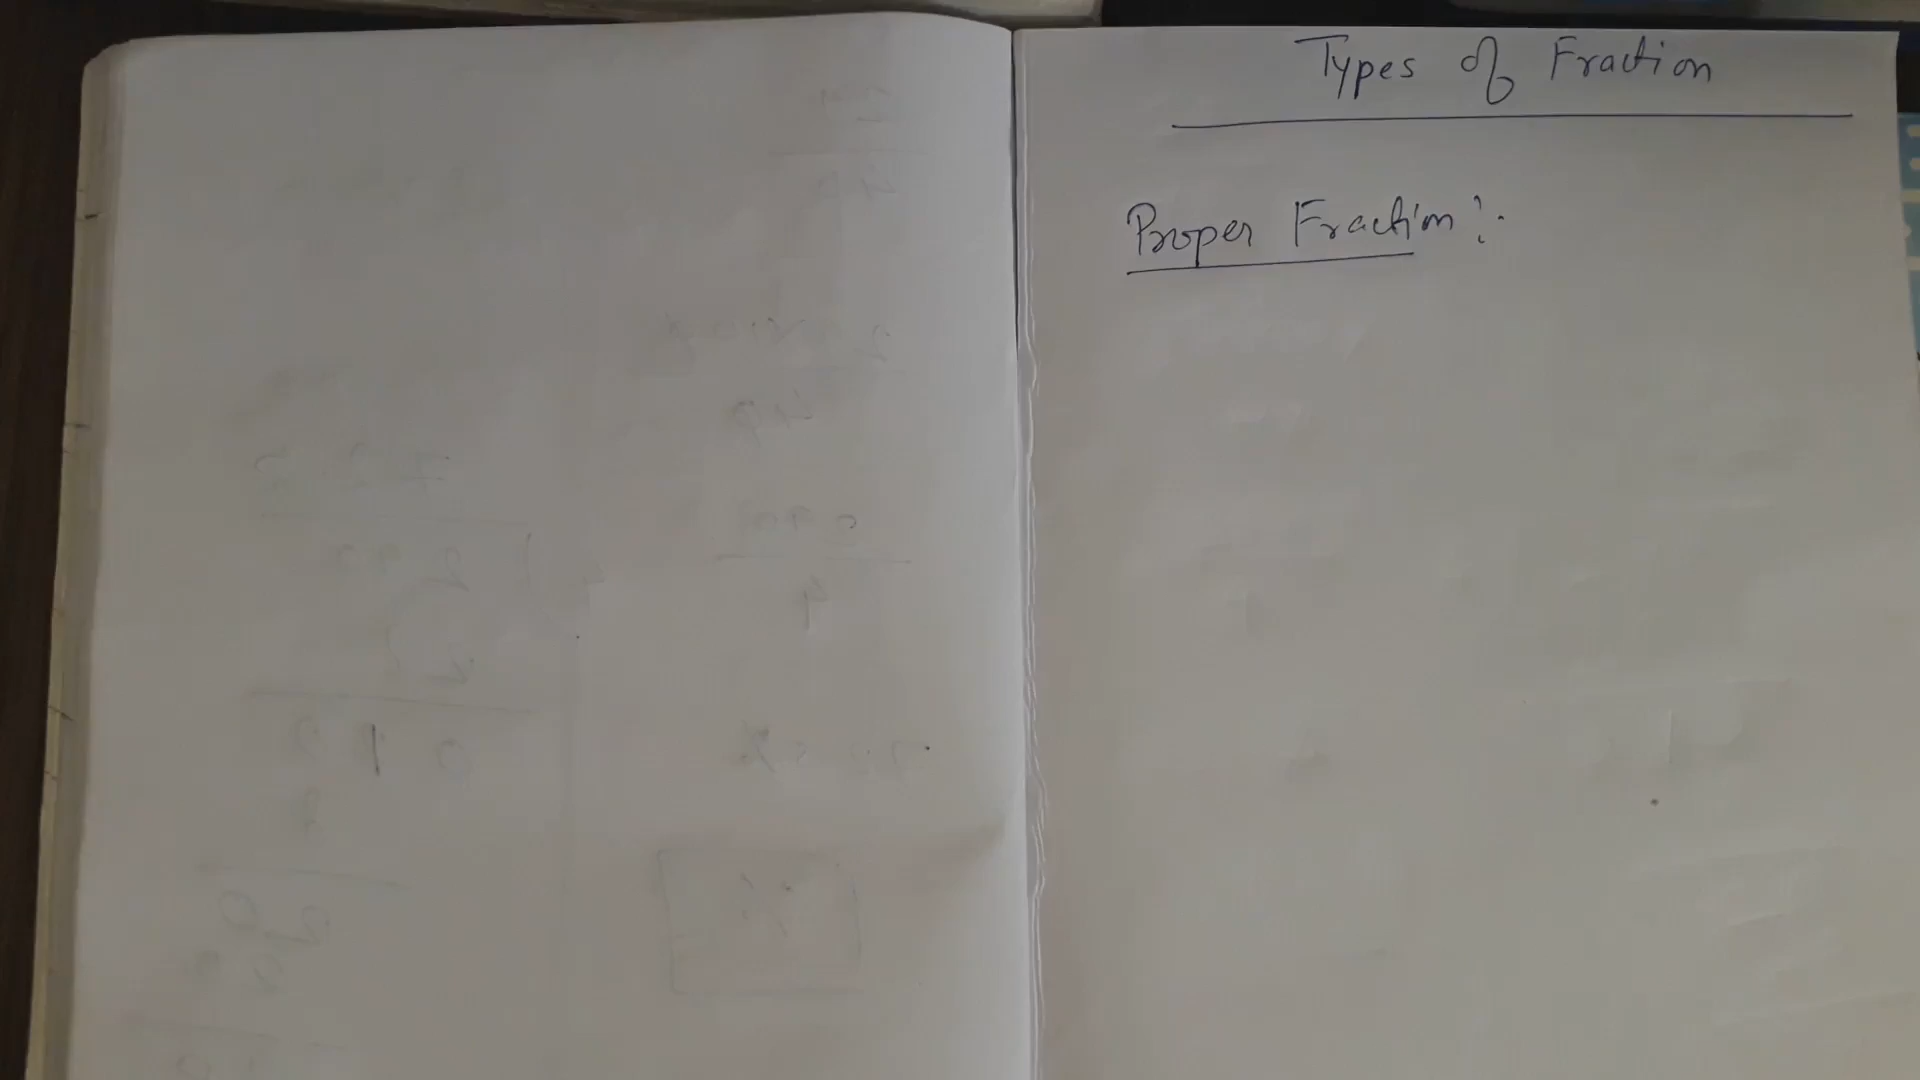 Types of Fraction
Proper Fraction :-